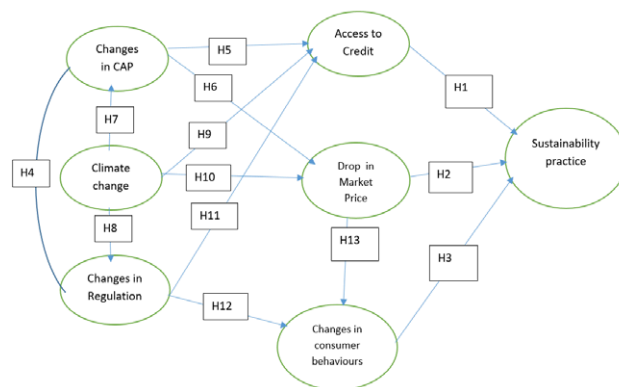 Changes
in CAP
H5
Access to
Credit
H1
H6
H7
H9
Sustainability
practice
H4
Climate
change
H10
Drop in
Market
Price
H2
H8
H11
H13
H3
Changes in
Regulation
H12
Changes in
consumer
behaviours